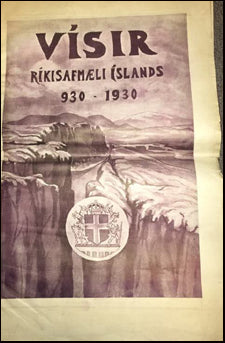 VÍSIR
RÍKISAFMÆLI ÍSLANDS
930 - 1930